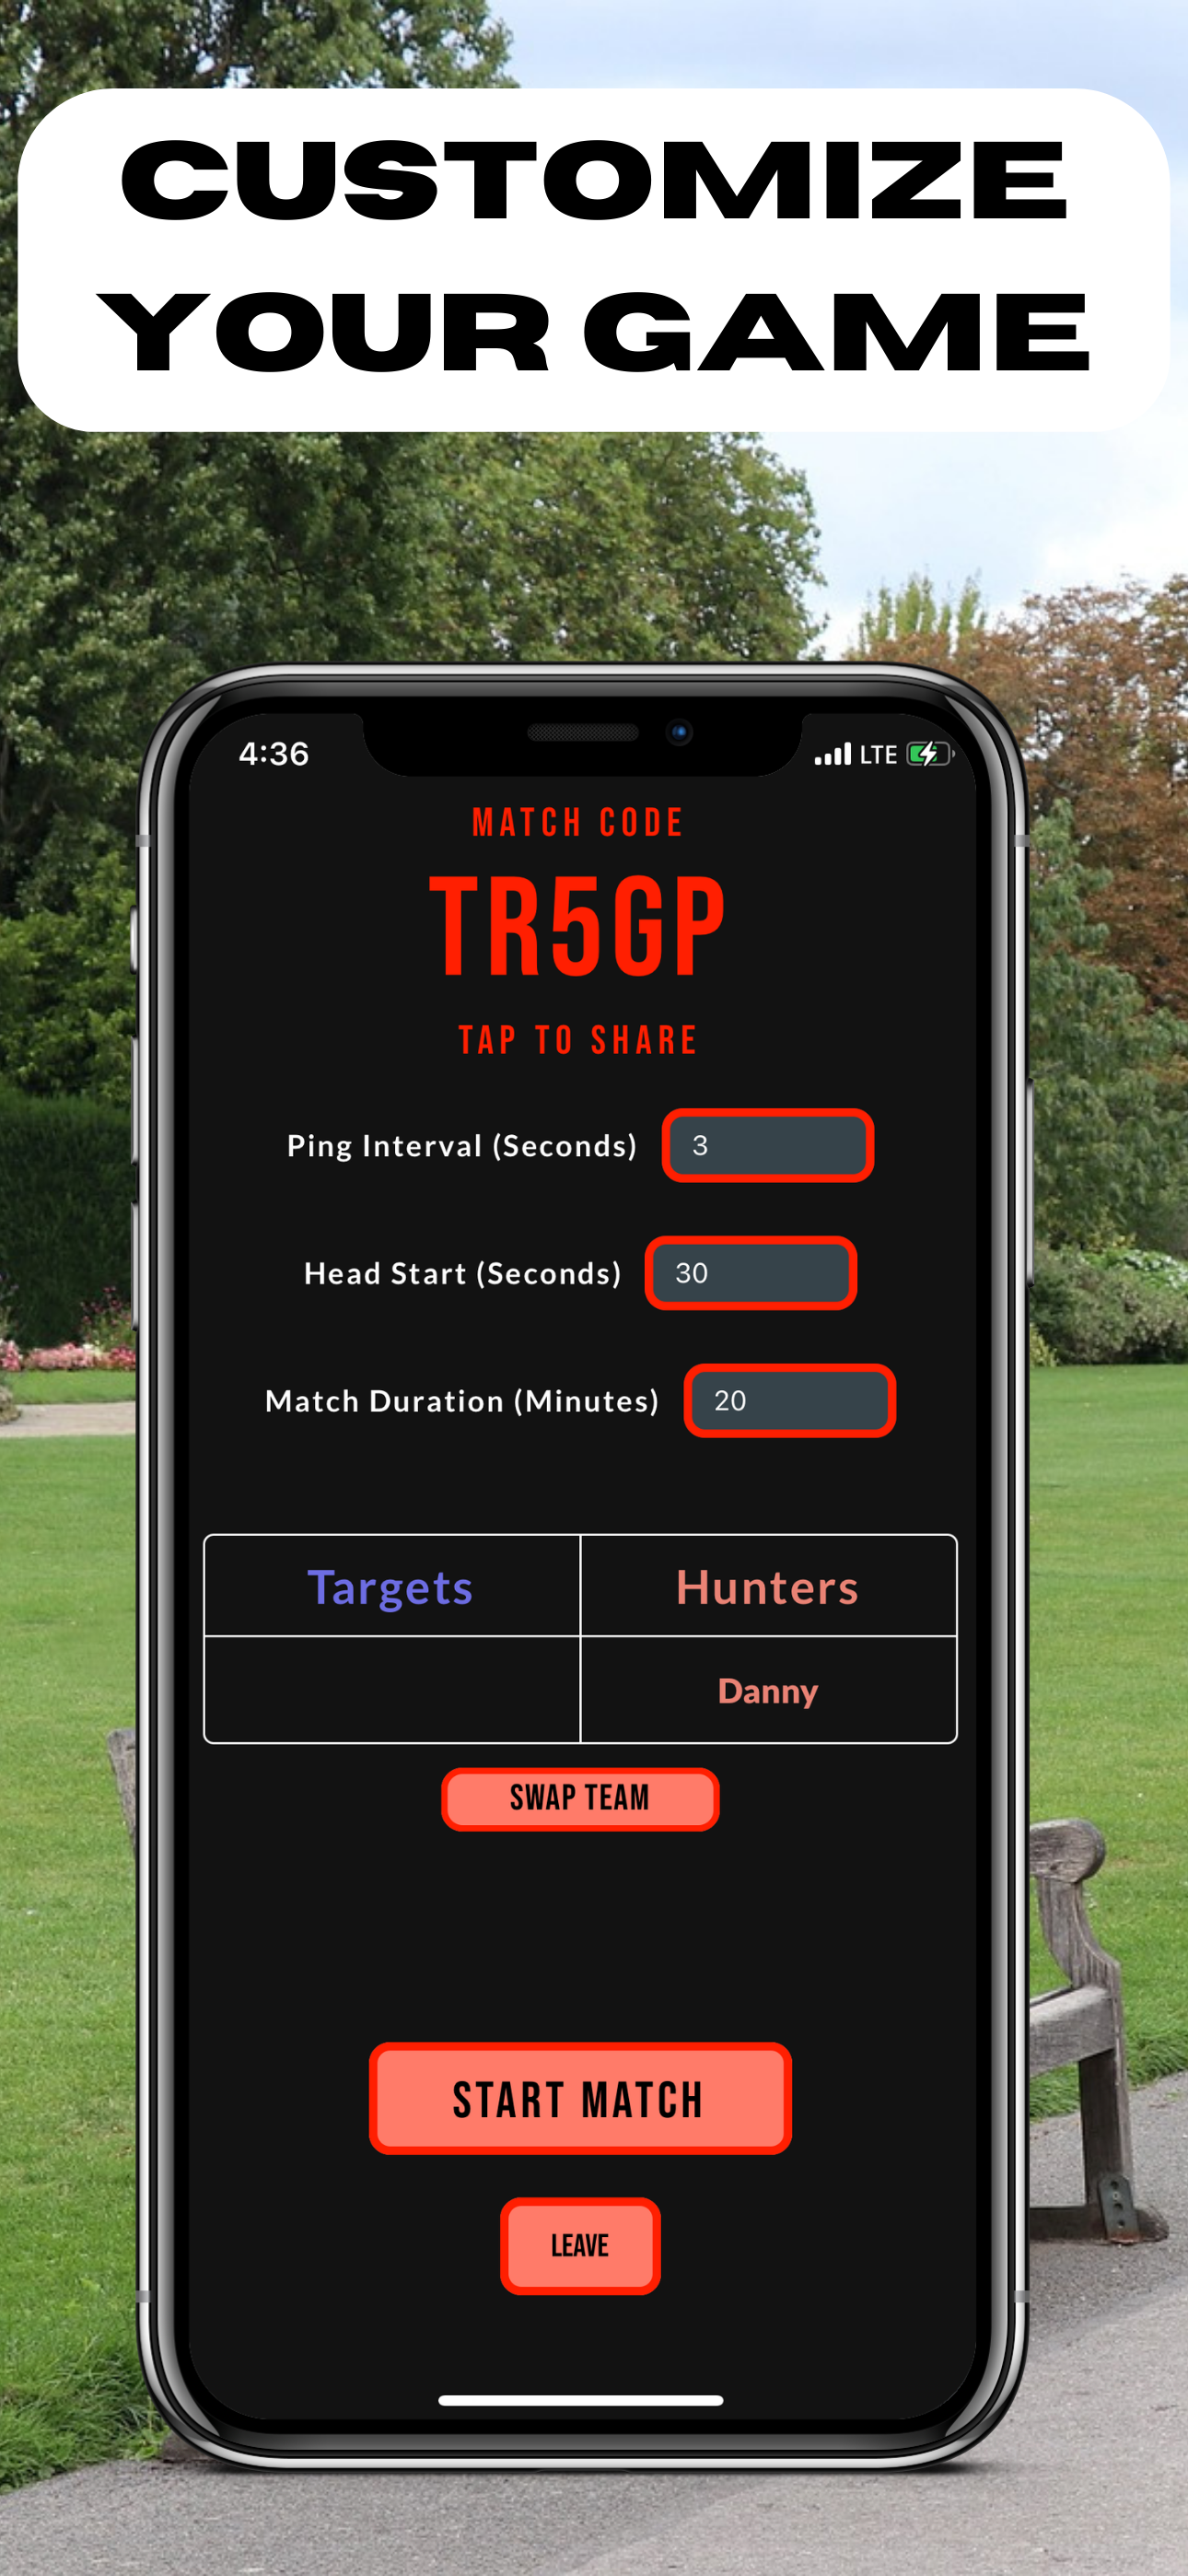 CUSTOMIZE
YOUR GAME
4:36 LTE
MATCH CODE
TR5GP
TAP TO SHARE
Ping Interval (Seconds) 3
Head Start (Seconds) 30
Match Duration (Minutes) 20
Targets Hunters
Danny
SWAP TEAM
START MATCH
LEAVE